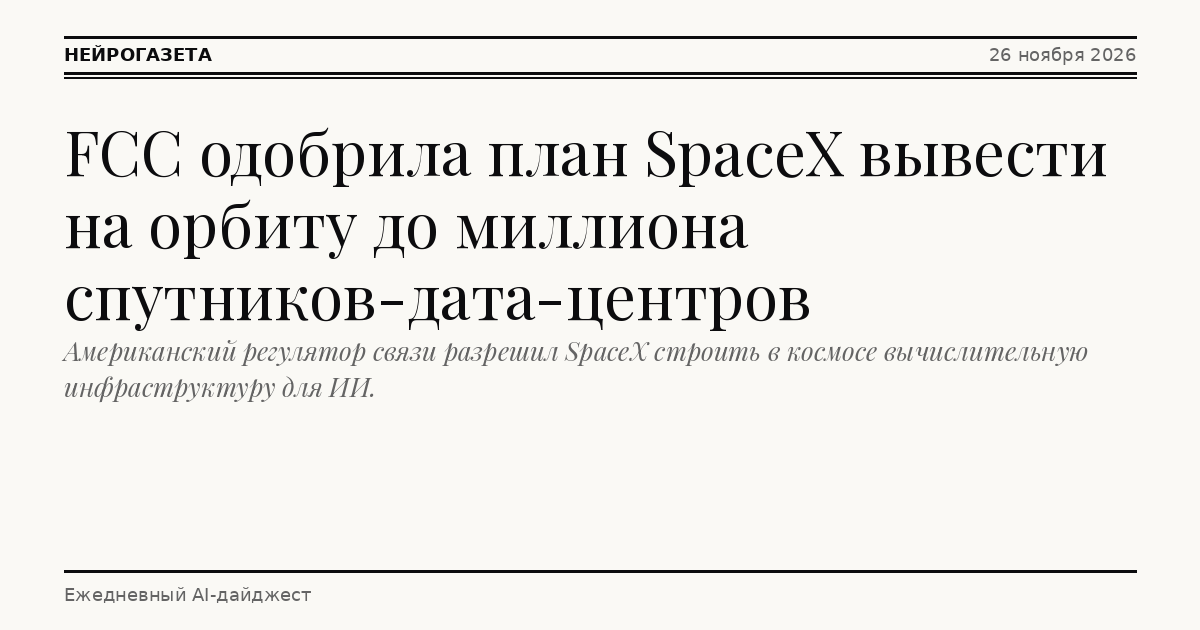 НЕЙРОГАЗЕТА
26 ноября 2026
FCC одобрила план SpaceX вывести
на орбиту до миллиона
спутников-дата-центров
Американский регулятор связи разрешил SpaceX строить в космосе вычислительную
инфраструктуру для ИИ.
Ежедневный AI-дайджест